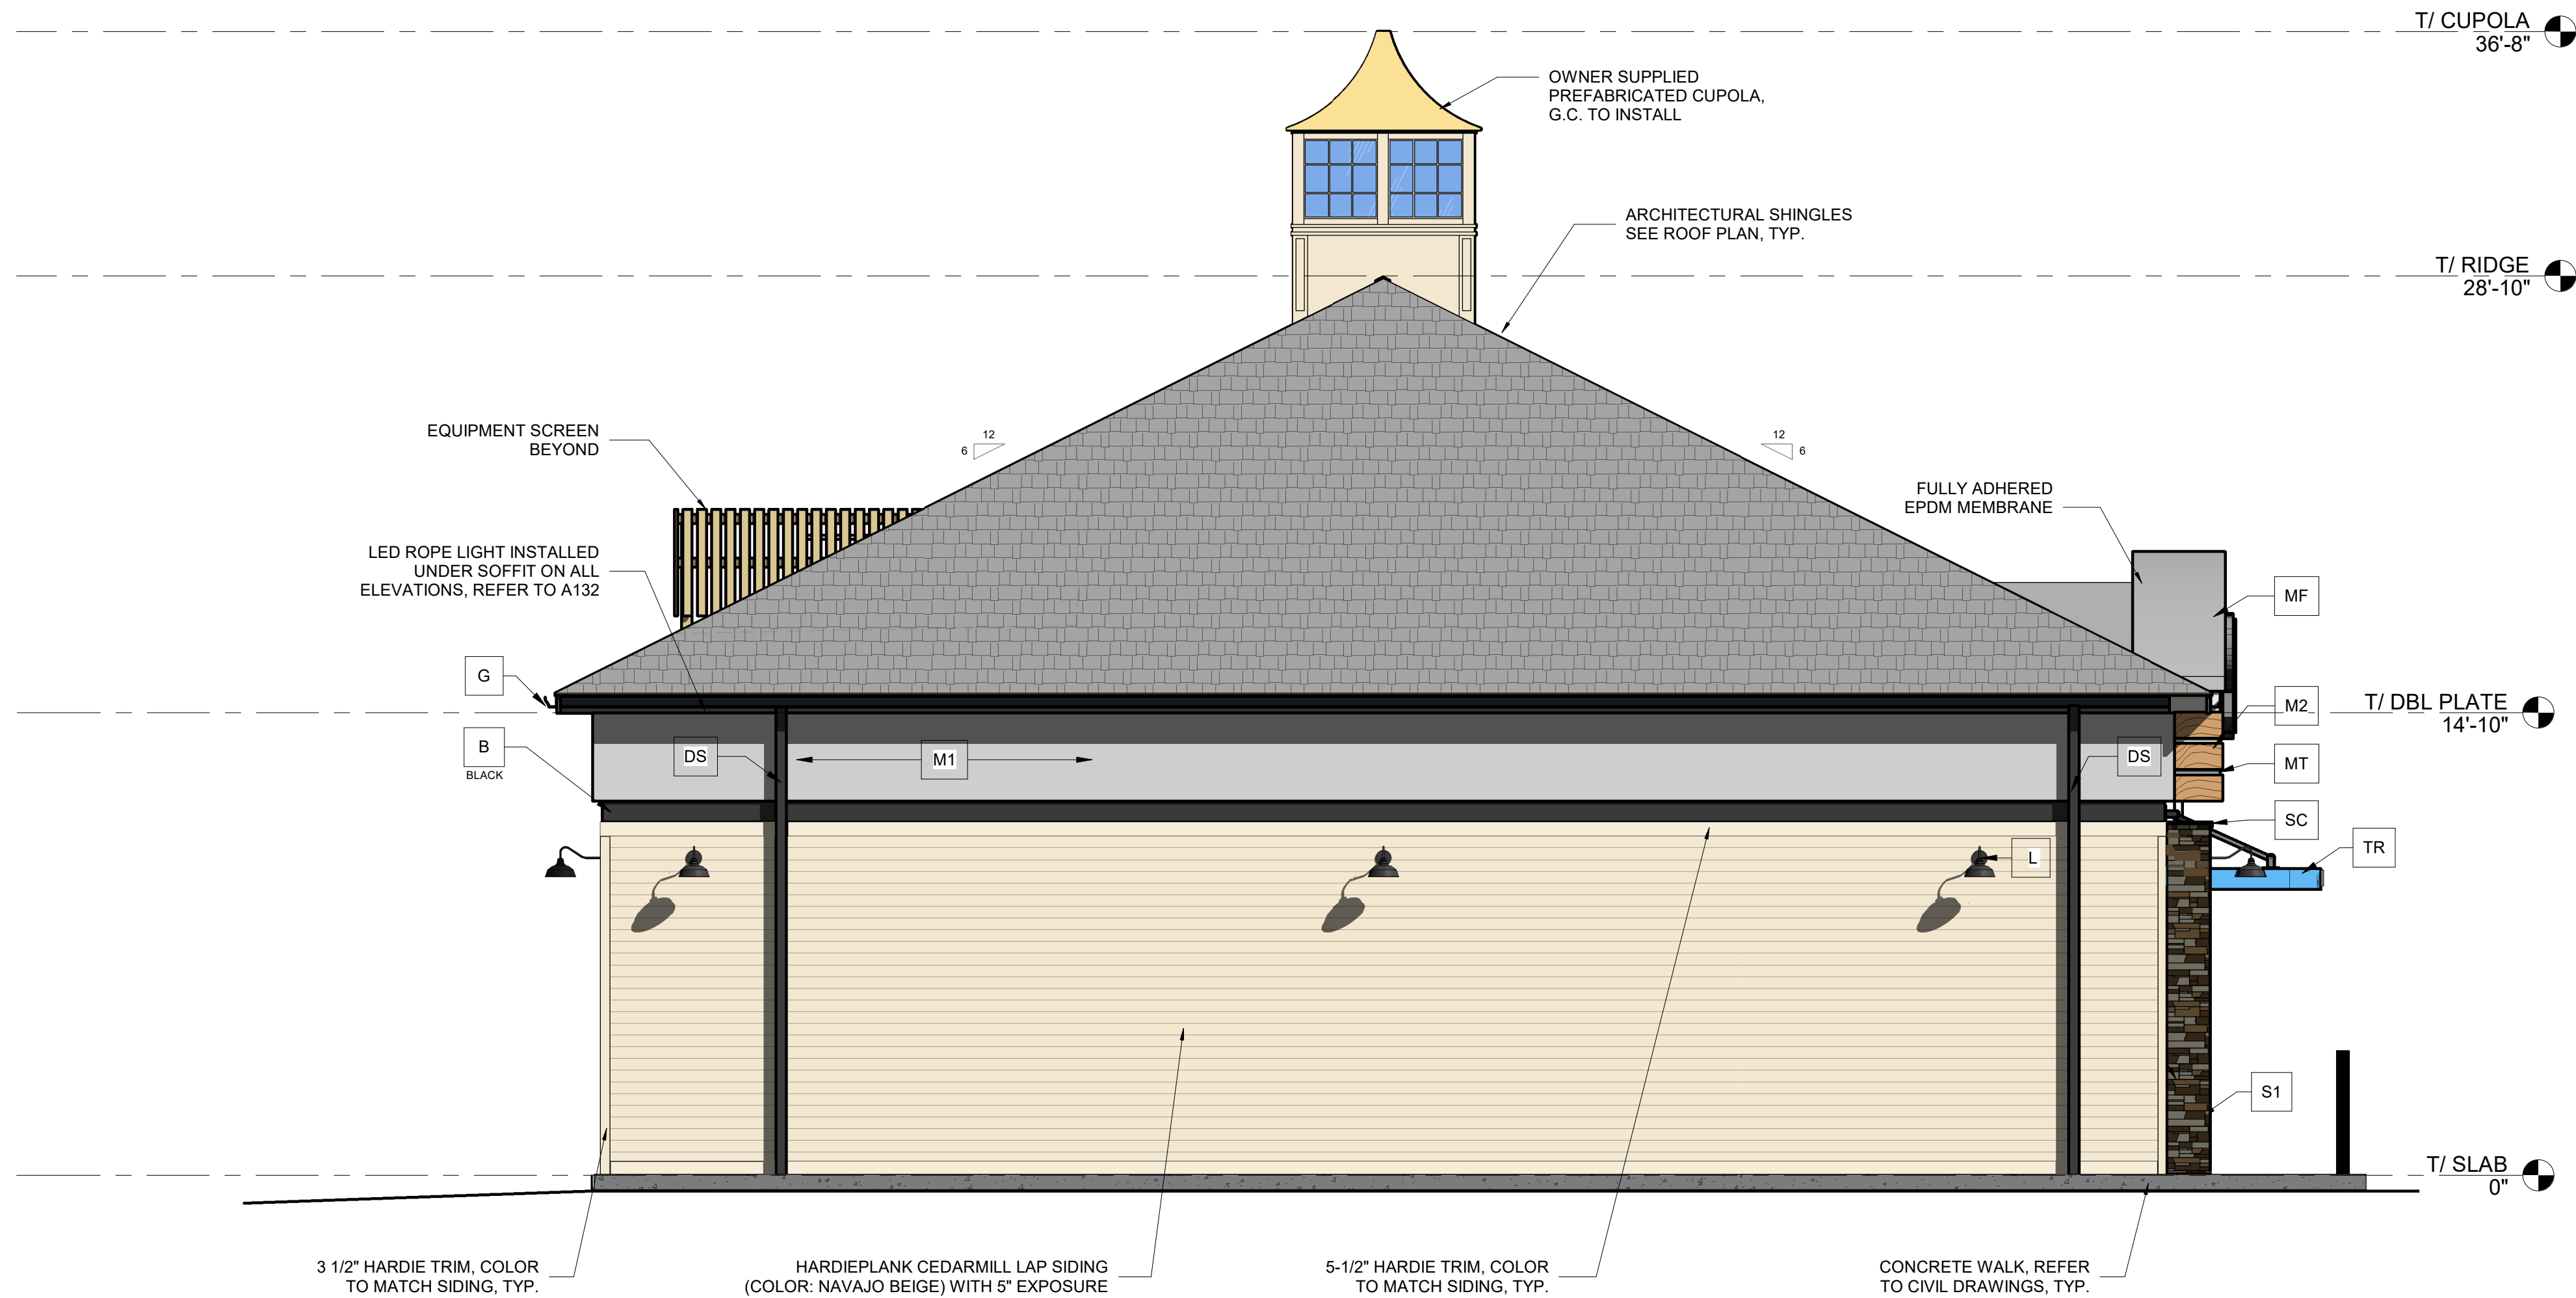 T/ CUPOLA
36'-8"
OWNER SUPPLIED
PREFABRICATED CUPOLA,
G.C. TO INSTALL
ARCHITECTURAL SHINGLES
SEE ROOF PLAN, TYP.
T/ RIDGE
28'-10"
EQUIPMENT SCREEN
BEYOND
12
6
12
6
FULLY ADHERED
EPDM MEMBRANE
LED ROPE LIGHT INSTALLED
UNDER SOFFIT ON ALL
ELEVATIONS, REFER TO A132
MF
G
M2
T/ DBL PLATE
14'-10"
B
BLACK
DS
M1
DS
MT
SC
TR
L
S1
T/ SLAB
0"
3 1/2" HARDIE TRIM, COLOR
TO MATCH SIDING, TYP.
HARDIEPLANK CEDARMILL LAP SIDING
(COLOR: NAVAJO BEIGE) WITH 5" EXPOSURE
5-1/2" HARDIE TRIM, COLOR
TO MATCH SIDING, TYP.
CONCRETE WALK, REFER
TO CIVIL DRAWINGS, TYP.